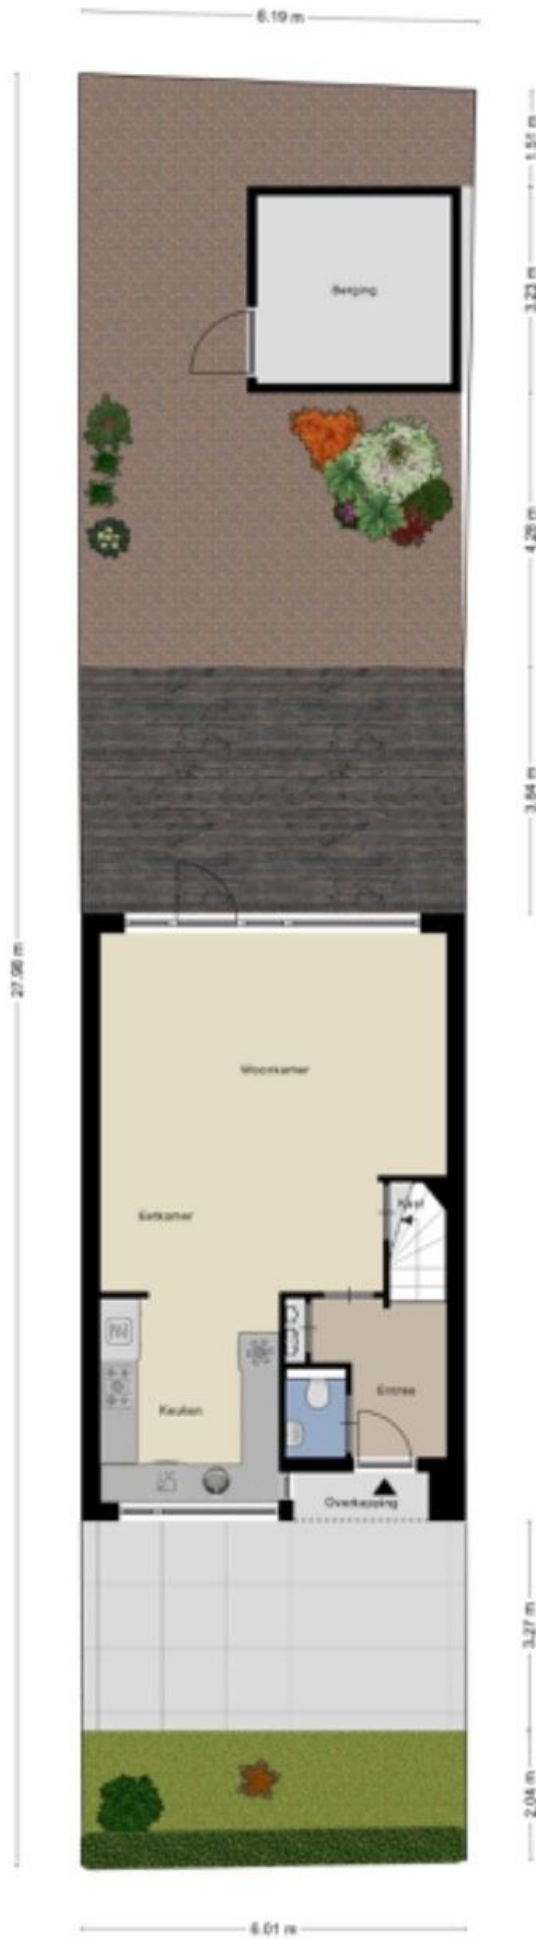 6.19 m
1.51 m
Berging
3.23 m
4.28 m
3.84 m
27.98 m
Woonkamer
Kast
Eetkamer
Entree
Keuken
Overkapping
3.27 m
2.04 m
6.01 m